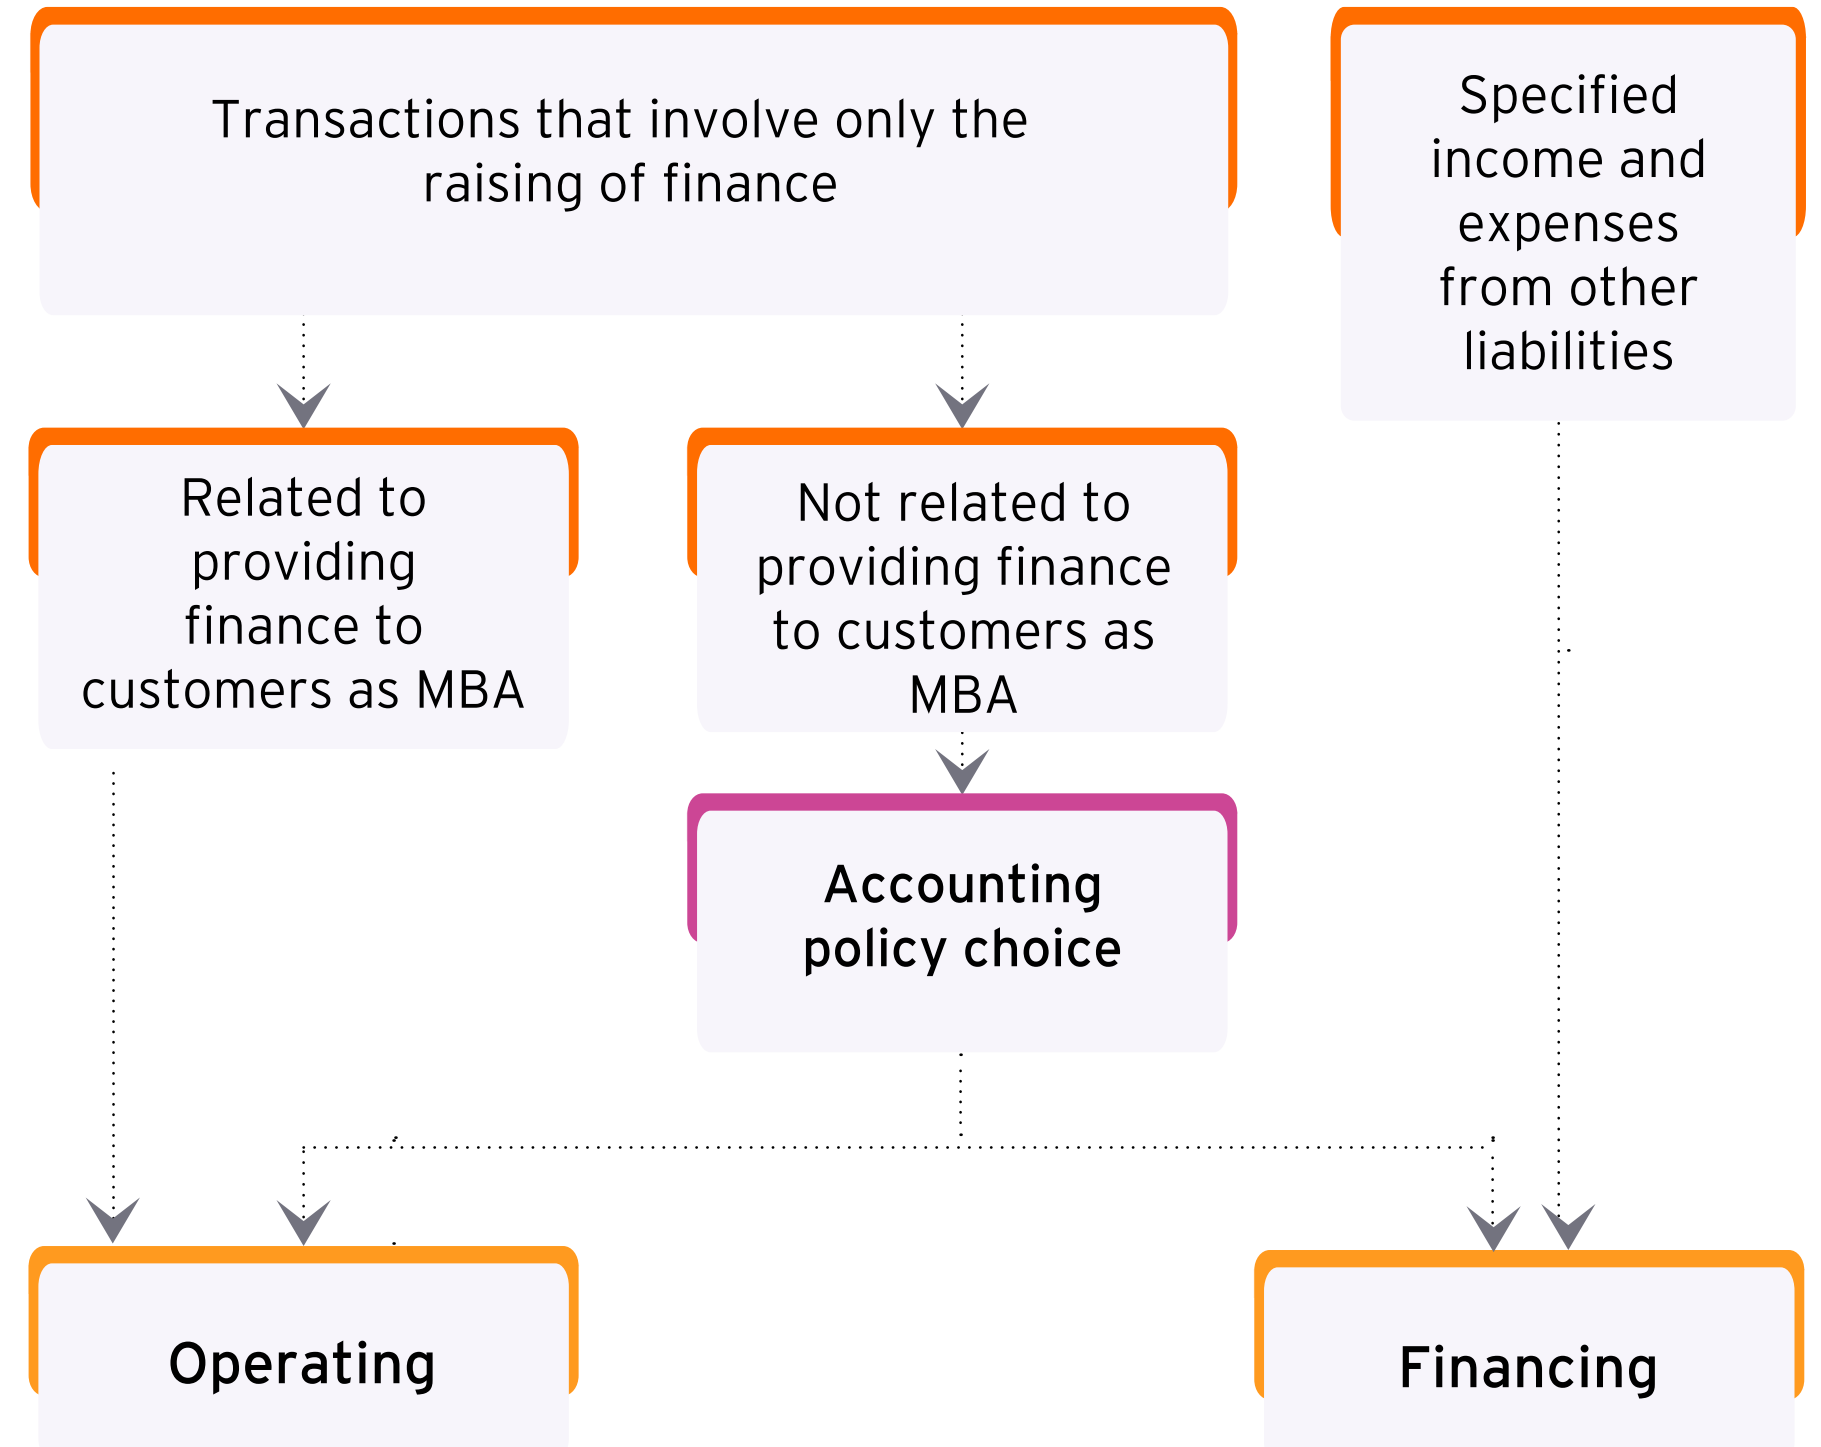 Transactions that involve only the
raising of finance
Specified
income and
expenses
from other
liabilities
Related to
providing
finance to
customers as MBA
Not related to
providing finance
to customers as
MBA
Accounting
policy choice
Operating
Financing